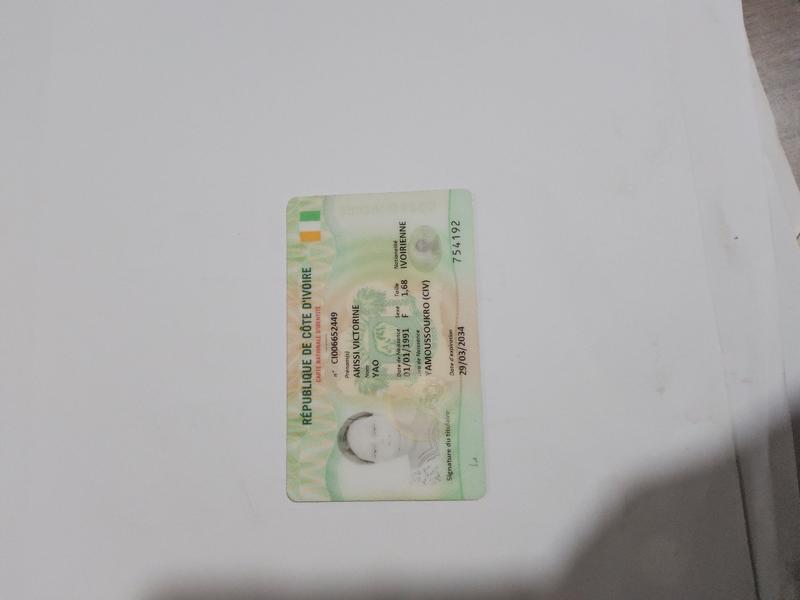 RÉPUBLIQUE DE CÔTE D'IVOIRE
CARTE NATIONALE D'IDENTITÉ
n° CI006652449
Prénom(s)
AKISSI VICTORINE
Nom
YAO
Date de Naissance Sexe Taille Nationalité
01/01/1991 F 1,68 IVOIRIENNE
Lieu de Naissance
YAMOUSSOUKRO (CIV)
Signature du titulaire
Date d'expiration
29/03/2034
754192